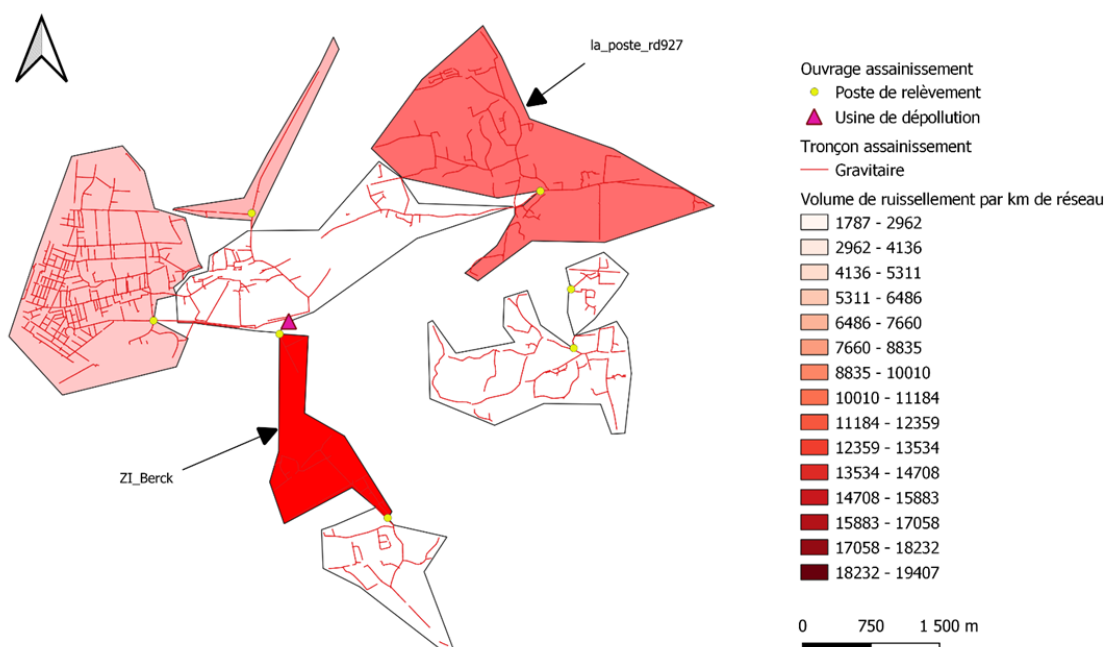 la_poste_rd927
ZI_Berck
Ouvrage assainissement
Poste de relèvement
Usine de dépollution
Tronçon assainissement
Gravitaire
Volume de ruissellement par km de réseau
1787 - 2962
2962 - 4136
4136 - 5311
5311 - 6486
6486 - 7660
7660 - 8835
8835 - 10010
10010 - 11184
11184 - 12359
12359 - 13534
13534 - 14708
14708 - 15883
15883 - 17058
17058 - 18232
18232 - 19407
0 750 1 500 m